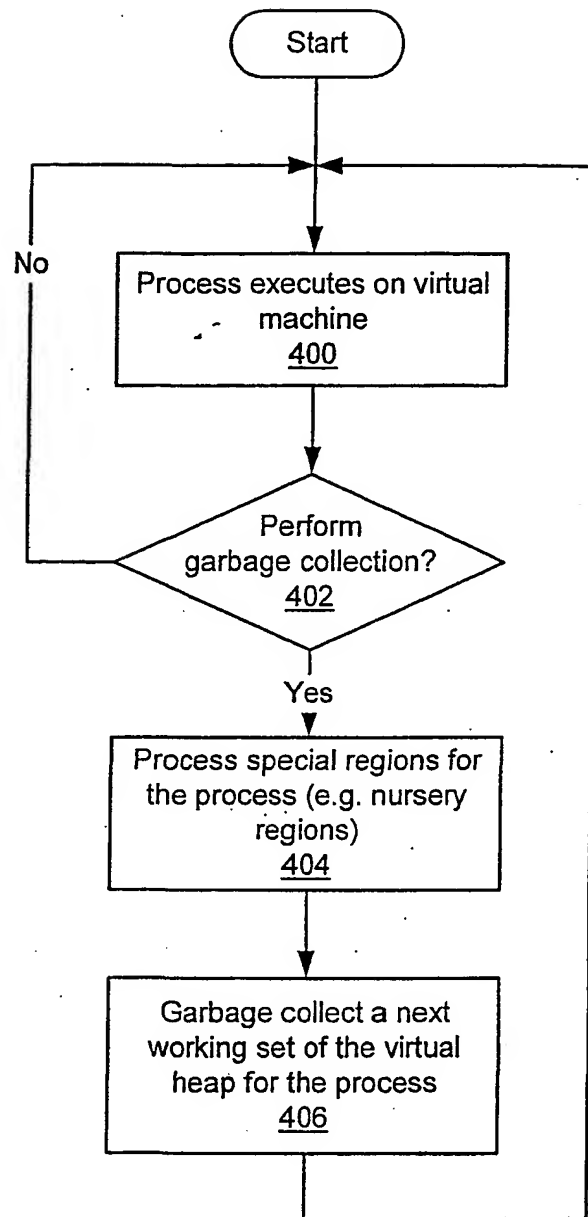 Start
No
Process executes on virtual
machine
400
Perform
garbage collection?
402
Yes
Process special regions for
the process (e.g. nursery
regions)
404
Garbage collect a next
working set of the virtual
heap for the process
406